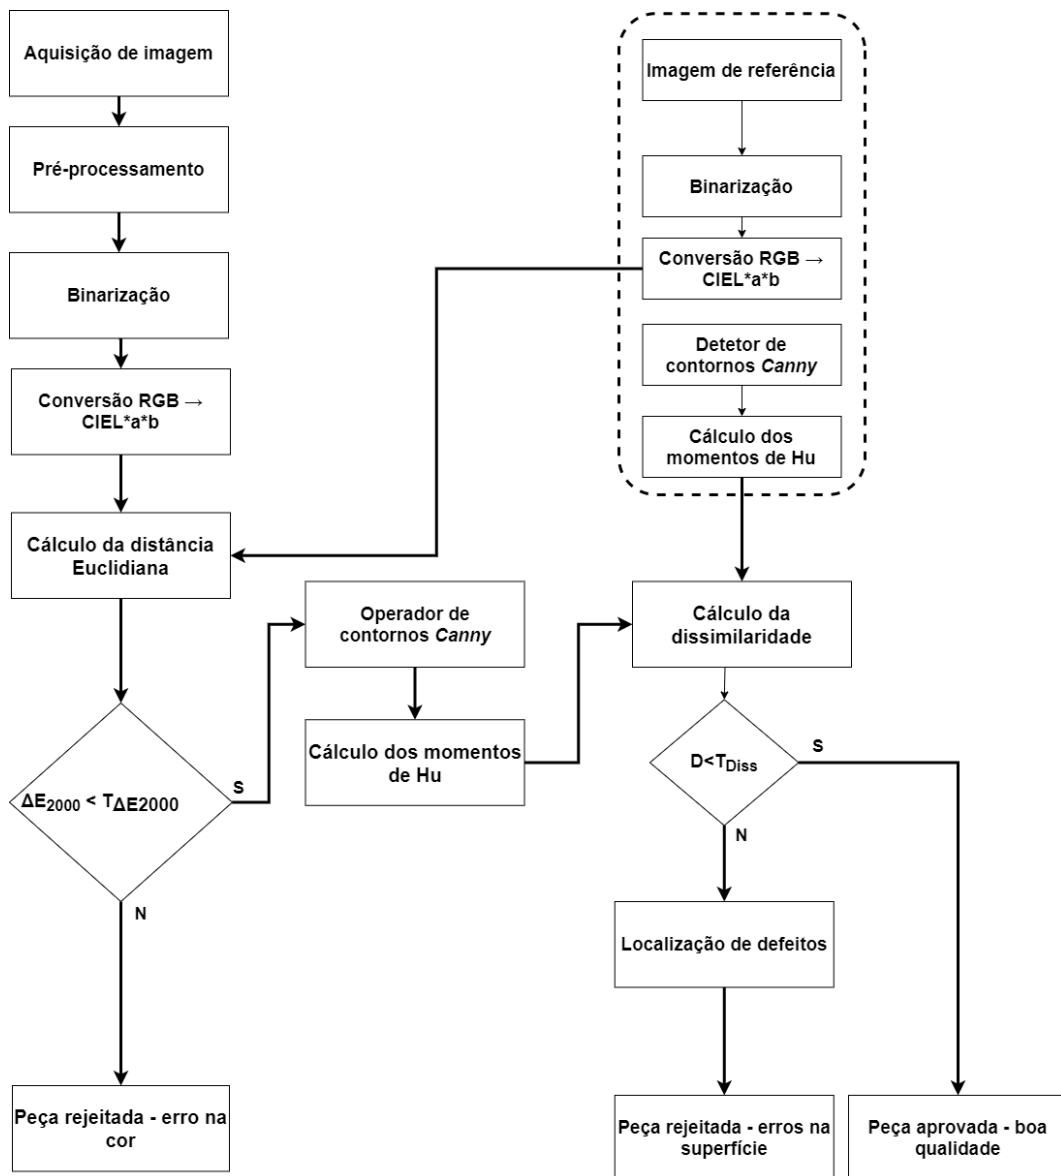 Aquisição de imagem
Pré-processamento
Binarização
Conversão RGB →
CIEL*a*b
Cálculo da distância
Euclidiana
ΔE2000 < TΔE2000
S
N
Peça rejeitada - erro na
cor
Operador de
contornos Canny
Cálculo dos momentos
de Hu
Imagem de referência
Binarização
Conversão RGB →
CIEL*a*b
Detetor de
contornos Canny
Cálculo dos
momentos de Hu
Cálculo da
dissimilaridade
D<TDiss
S
N
Localização de defeitos
Peça rejeitada - erros na
superfície
Peça aprovada - boa
qualidade